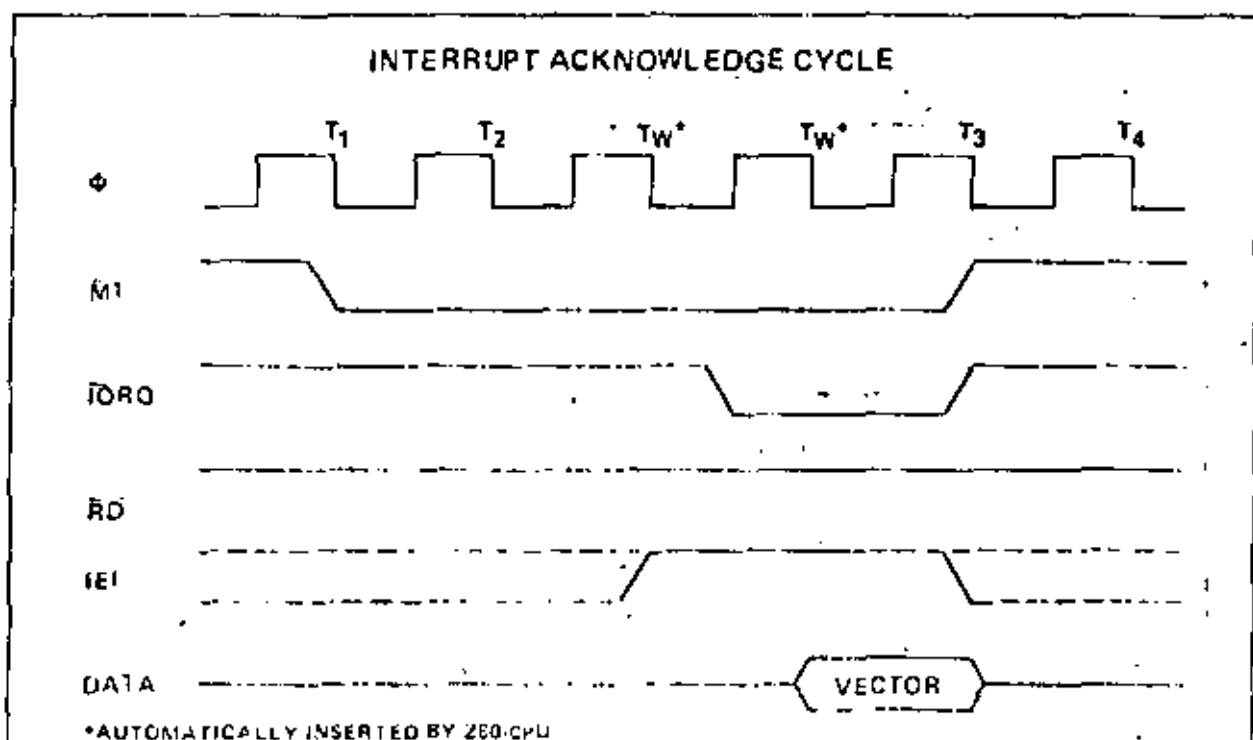 INTERRUPT ACKNOWLEDGE CYCLE
T1 T2 TW* TW* T3 T4
Φ
M1
IORQ
RD
IEI
DATA VECTOR
*AUTOMATICALLY INSERTED BY Z80-CPU